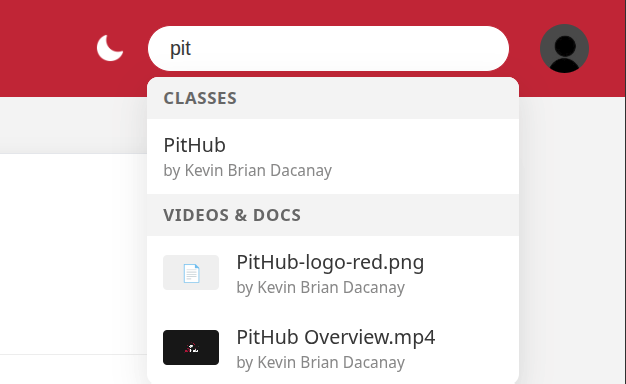 pit
CLASSES
PitHub
by Kevin Brian Dacanay
VIDEOS & DOCS
PitHub-logo-red.png
by Kevin Brian Dacanay
PitHub Overview.mp4
by Kevin Brian Dacanay